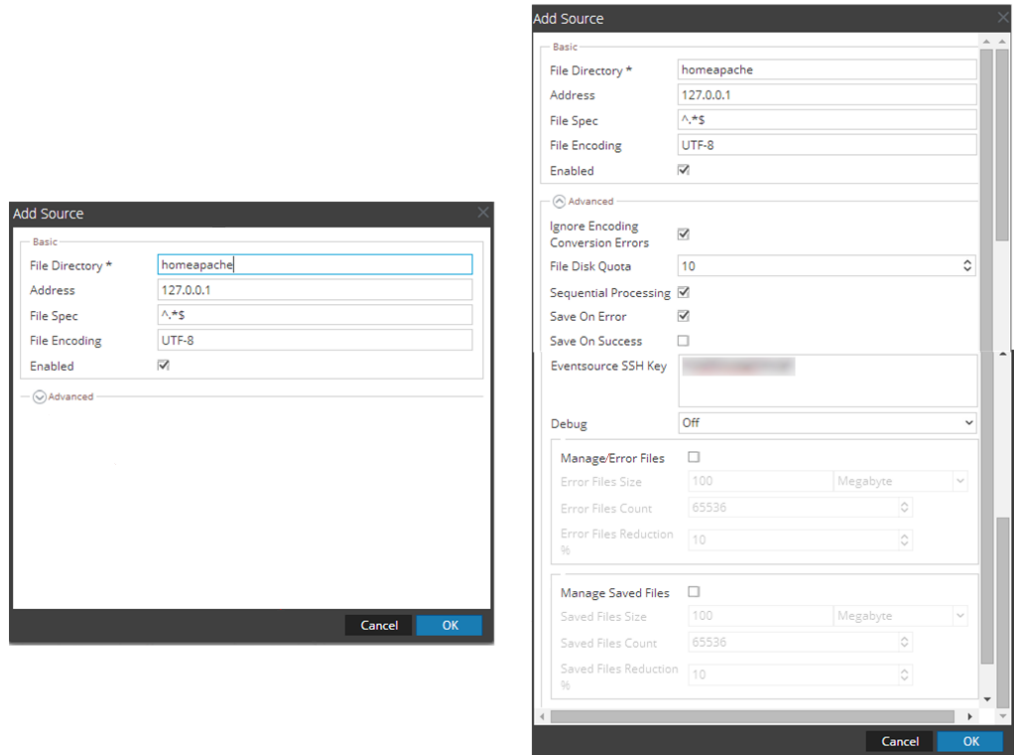 Add Source
Basic
File Directory * homeapache
Address 127.0.0.1
File Spec ^.*$
File Encoding UTF-8
Enabled
Advanced
Cancel OK
Add Source
Basic
File Directory * homeapache
Address 127.0.0.1
File Spec ^.*$
File Encoding UTF-8
Enabled
Advanced
Ignore Encoding
Conversion Errors
File Disk Quota 10
Sequential Processing
Save On Error
Save On Success
Eventsource SSH Key
Debug Off
Manage/Error Files
Error Files Size 100 Megabyte
Error Files Count 65536
Error Files Reduction
% 10
Manage Saved Files
Saved Files Size 100 Megabyte
Saved Files Count 65536
Saved Files Reduction
% 10
Cancel OK